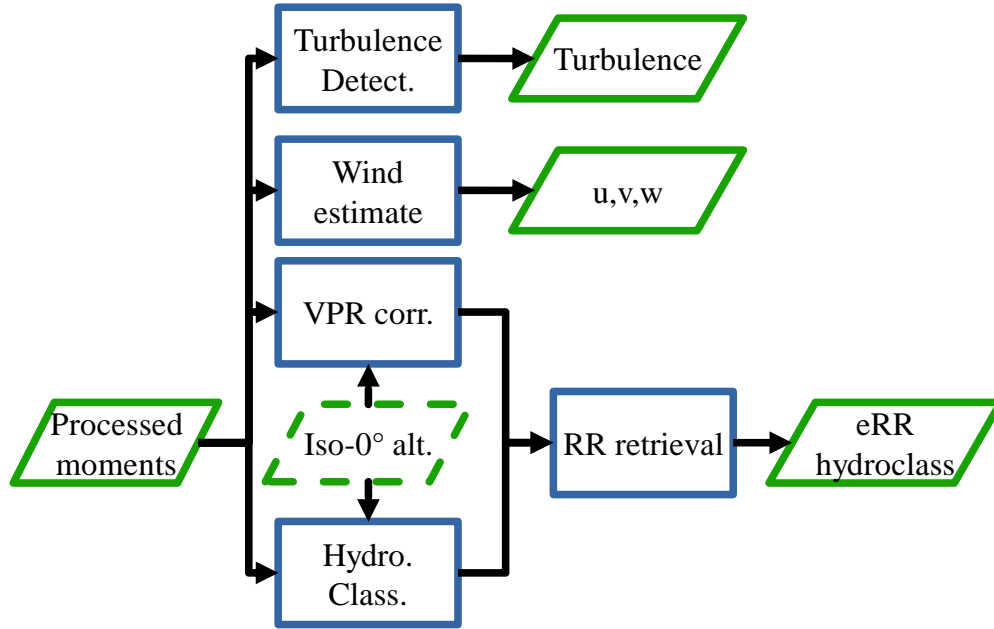 Turbulence
Detect.
Turbulence
Wind
estimate
u,v,w
VPR corr.
Processed
moments
Iso-0° alt.
RR retrieval
eRR
hydroclass
Hydro.
Class.